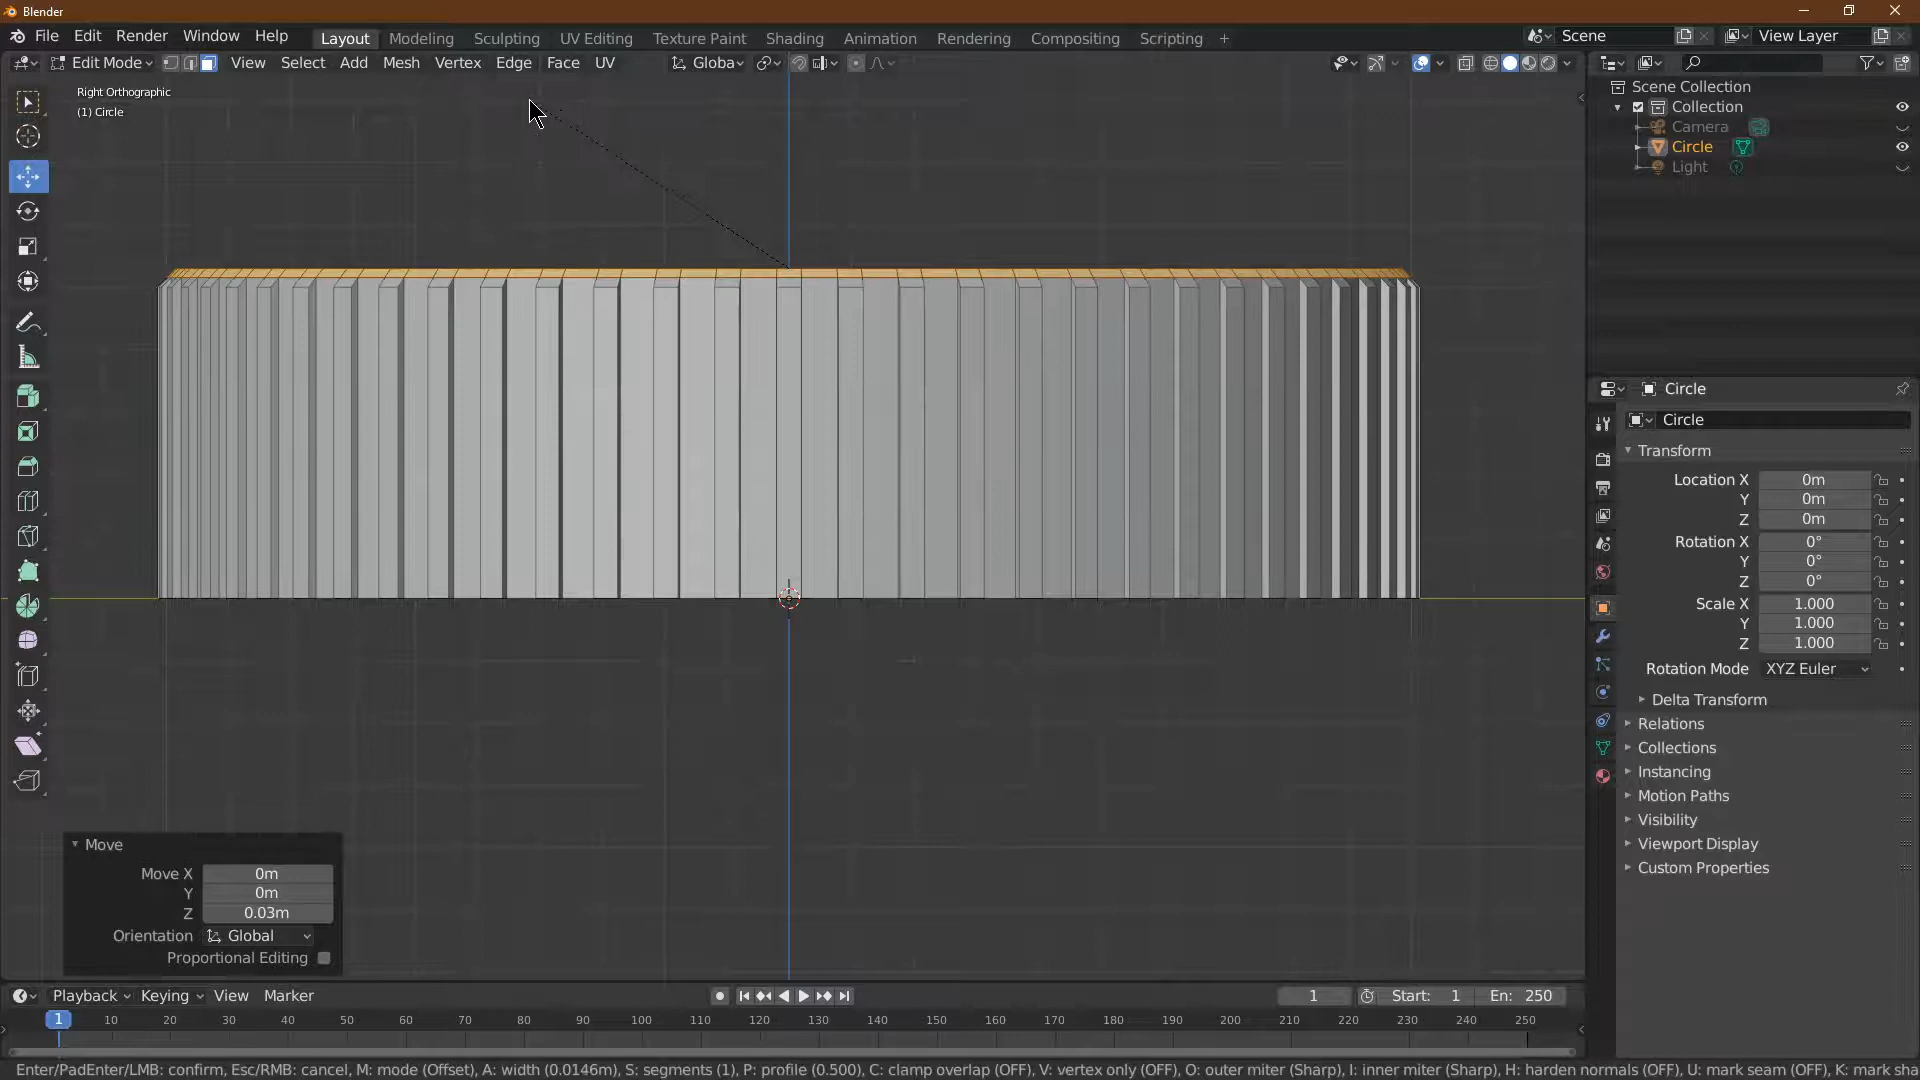 Blender
File Edit Render Window Help Layout Modeling Sculpting UV Editing Texture Paint Shading Animation Rendering Compositing Scripting + Scene View Layer
Edit Mode View Select Add Mesh Vertex Edge Face UV Globa
Right Orthographic
(1) Circle
Scene Collection
Collection
Camera
Circle
Light
Circle
Circle
Transform
Location X 0m
Y 0m
Z 0m
Rotation X 0°
Y 0°
Z 0°
Scale X 1.000
Y 1.000
Z 1.000
Rotation Mode XYZ Euler
Delta Transform
Relations
Collections
Instancing
Motion Paths
Visibility
Viewport Display
Custom Properties
Move
Move X 0m
Y 0m
Z 0.03m
Orientation Global
Proportional Editing
Playback Keying View Marker 1 Start: 1 En: 250
1 10 20 30 40 50 60 70 80 90 100 110 120 130 140 150 160 170 180 190 200 210 220 230 240 250
Enter/PadEnter/LMB: confirm, Esc/RMB: cancel, M: mode (Offset), A: width (0.0146m), S: segments (1), P: profile (0.500), C: clamp overlap (OFF), V: vertex only (OFF), O: outer miter (Sharp), I: inner miter (Sharp), H: harden normals (OFF), U: mark seam (OFF), K: mark sha